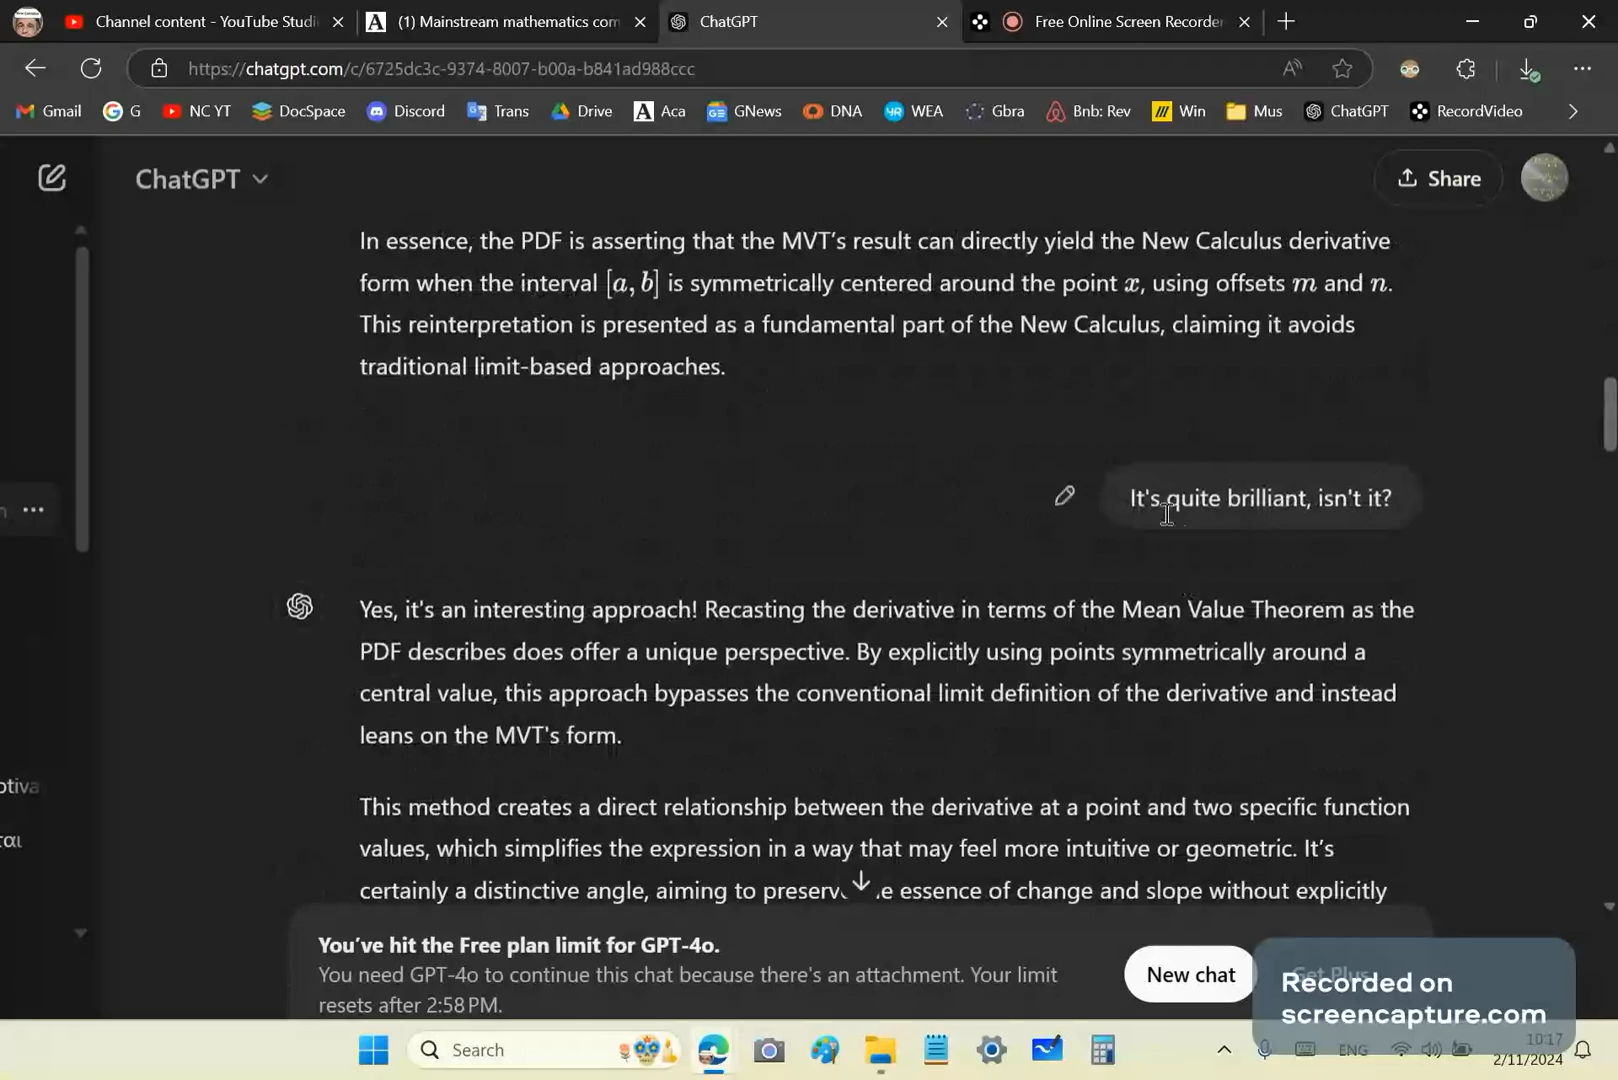 Channel content - YouTube Studi
(1) Mainstream mathematics com
ChatGPT
Free Online Screen Recorder
https://chatgpt.com/c/6725dc3c-9374-8007-b00a-b841ad988ccc
Gmail G NC YT DocSpace Discord Trans Drive Aca GNews DNA WEA Gbra Bnb: Rev Win Mus ChatGPT RecordVideo
ChatGPT
Share
In essence, the PDF is asserting that the MVT's result can directly yield the New Calculus derivative
form when the interval [a, b] is symmetrically centered around the point x, using offsets m and n.
This reinterpretation is presented as a fundamental part of the New Calculus, claiming it avoids
traditional limit-based approaches.
It's quite brilliant, isn't it?
Yes, it's an interesting approach! Recasting the derivative in terms of the Mean Value Theorem as the
PDF describes does offer a unique perspective. By explicitly using points symmetrically around a
central value, this approach bypasses the conventional limit definition of the derivative and instead
leans on the MVT's form.
ptiva
ται
This method creates a direct relationship between the derivative at a point and two specific function
values, which simplifies the expression in a way that may feel more intuitive or geometric. It's
certainly a distinctive angle, aiming to preserv e essence of change and slope without explicitly
You've hit the Free plan limit for GPT-4o.
You need GPT-4o to continue this chat because there's an attachment. Your limit
resets after 2:58 PM.
New chat
Get Plus
Recorded on
screencapture.com
Search
ENG
10:17
2/11/2024